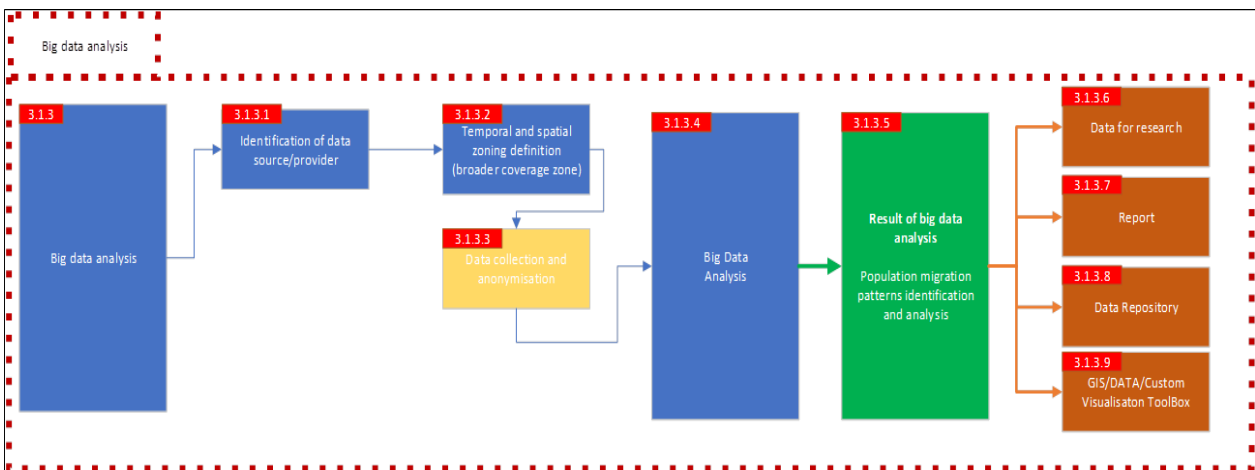 Big data analysis
3.1.3
Big data analysis
3.1.3.1
Identification of data
source/provider
3.1.3.2
Temporal and spatial
zoning definition
(broader coverage zone)
3.1.3.3
Data collection and
anonymisation
3.1.3.4
Big Data
Analysis
3.1.3.5
Result of big data
analysis
Population migration
patterns identification
and analysis
3.1.3.6
Data for research
3.1.3.7
Report
3.1.3.8
Data Repository
3.1.3.9
GIS/DATA/Custom
Visualisaton ToolBox